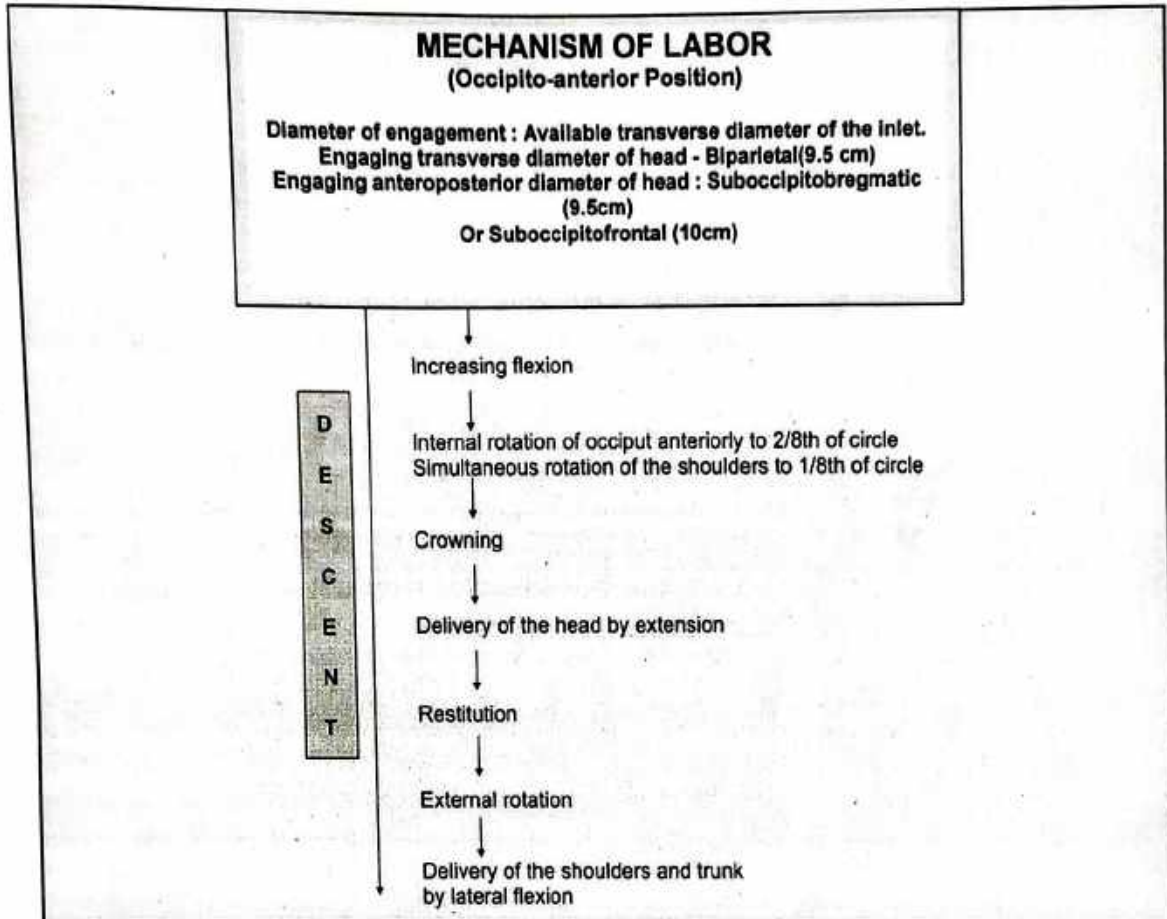 MECHANISM OF LABOR
(Occipito-anterior Position)
Diameter of engagement : Available transverse diameter of the inlet.
Engaging transverse diameter of head - Biparietal(9.5 cm)
Engaging anteroposterior diameter of head : Suboccipitobregmatic
(9.5cm)
Or Suboccipitofrontal (10cm)
Increasing flexion
DESCENT
Internal rotation of occiput anteriorly to 2/8th of circle
Simultaneous rotation of the shoulders to 1/8th of circle
Crowning
Delivery of the head by extension
Restitution
External rotation
Delivery of the shoulders and trunk
by lateral flexion